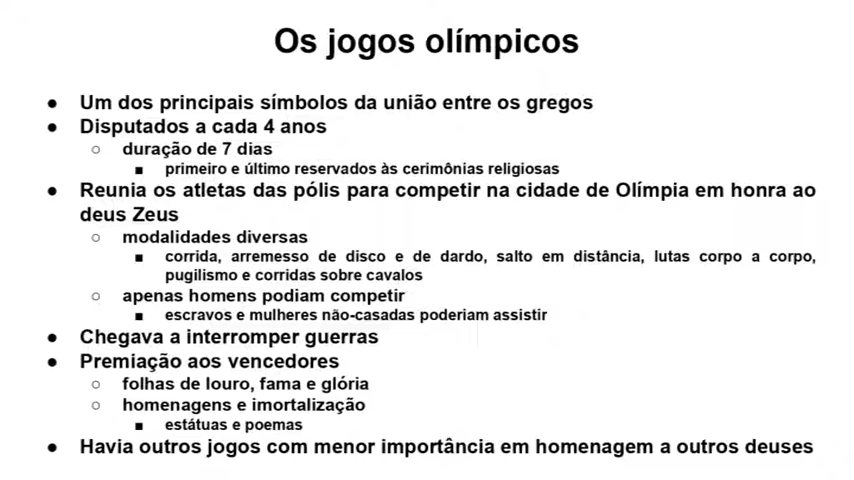 Os jogos olímpicos
● Um dos principais símbolos da união entre os gregos
● Disputados a cada 4 anos
○ duração de 7 dias
■ primeiro e último reservados às cerimônias religiosas
● Reunia os atletas das pólis para competir na cidade de Olímpia em honra ao
deus Zeus
○ modalidades diversas
■ corrida, arremesso de disco e de dardo, salto em distância, lutas corpo a corpo,
pugilismo e corridas sobre cavalos
○ apenas homens podiam competir
■ escravos e mulheres não-casadas poderiam assistir
● Chegava a interromper guerras
● Premiação aos vencedores
○ folhas de louro, fama e glória
○ homenagens e imortalização
■ estátuas e poemas
● Havia outros jogos com menor importância em homenagem a outros deuses